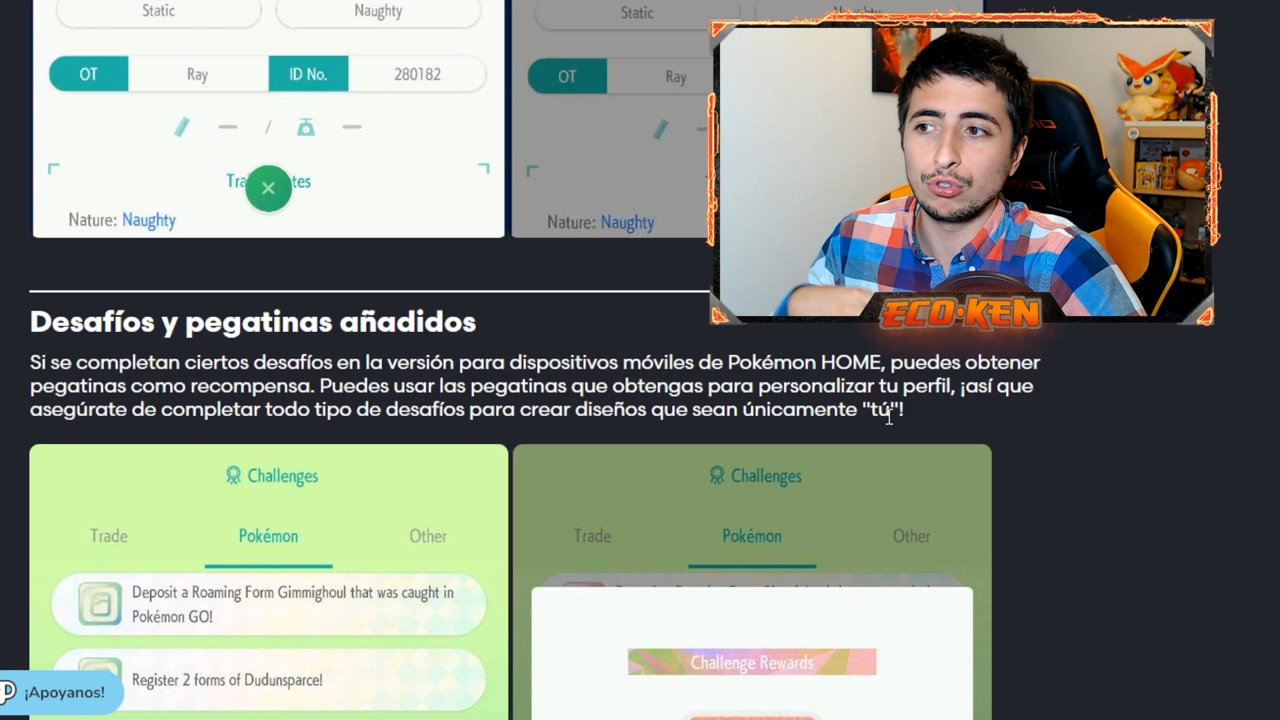 Static
Naughty
Static
Naughty
OT Ray ID No. 280182
OT Ray
/
Nature: Naughty
Nature: Naughty
ECO·KEN
Desafíos y pegatinas añadidos
Si se completan ciertos desafíos en la versión para dispositivos móviles de Pokémon HOME, puedes obtener
pegatinas como recompensa. Puedes usar las pegatinas que obtengas para personalizar tu perfil, ¡así que
asegúrate de completar todo tipo de desafíos para crear diseños que sean únicamente "tú"!
Challenges
Trade Pokémon Other
Deposit a Roaming Form Gimmighoul that was caught in
Pokémon GO!
Register 2 forms of Dudunsparce!
Challenges
Trade Pokémon Other
Challenge Rewards
¡Apoyanos!